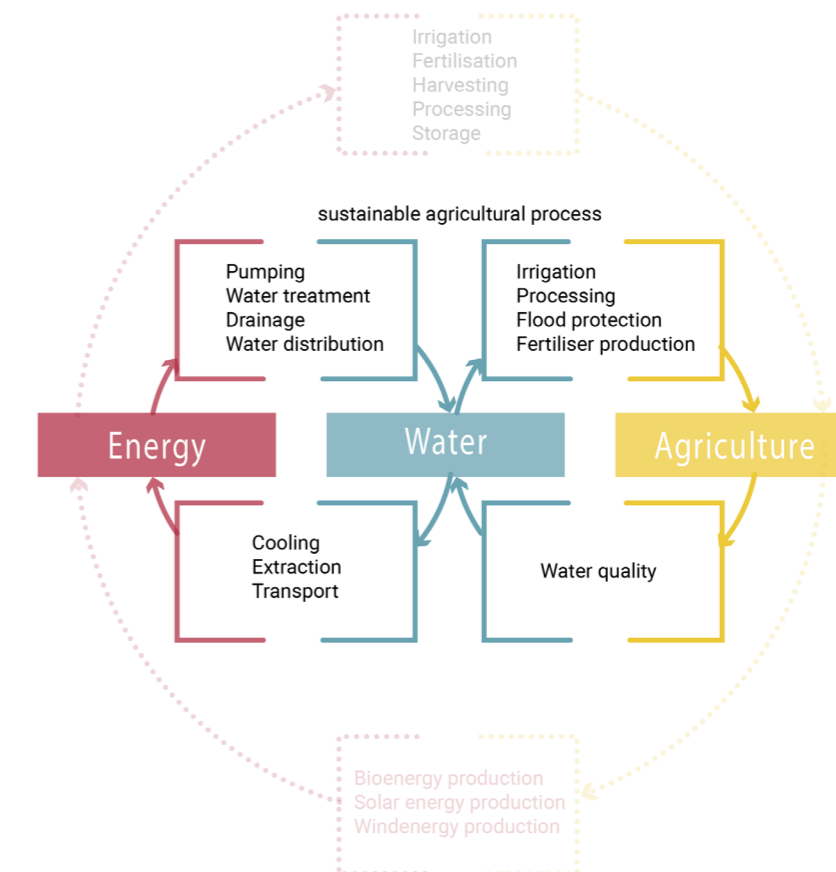 Irrigation
Fertilisation
Harvesting
Processing
Storage
sustainable agricultural process
Pumping
Water treatment
Drainage
Water distribution
Irrigation
Processing
Flood protection
Fertiliser production
Energy
Water
Agriculture
Cooling
Extraction
Transport
Water quality
Bioenergy production
Solar energy production
Windenergy production